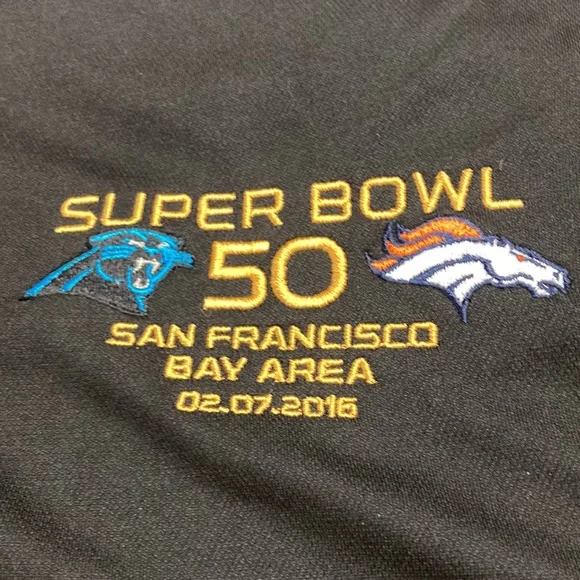 SUPER BOWL
50
SAN FRANCISCO
BAY AREA
02.07.2016